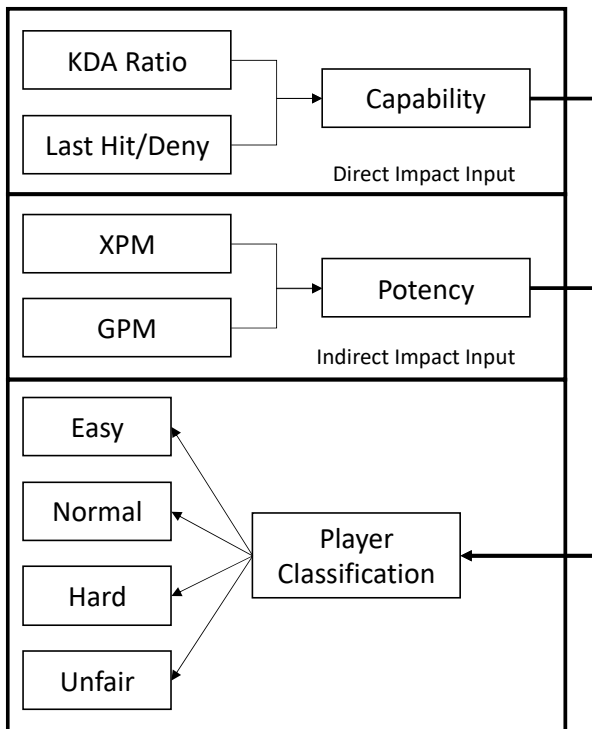 KDA Ratio
Capability
Last Hit/Deny
Direct Impact Input
XPM
Potency
GPM
Indirect Impact Input
Easy
Normal
Player
Classification
Hard
Unfair